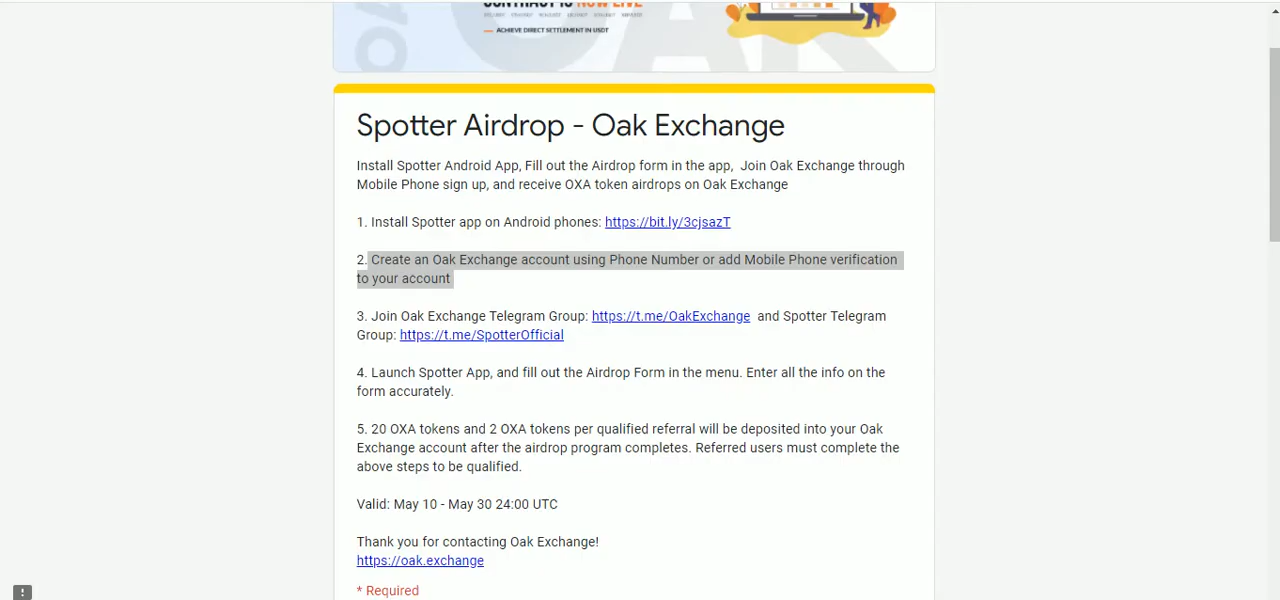 CONTRACT IS NOW LIVE
ACHIEVE DIRECT SETTLEMENT IN USDT
OAK
Spotter Airdrop - Oak Exchange
Install Spotter Android App, Fill out the Airdrop form in the app,  Join Oak Exchange through
Mobile Phone sign up, and receive OXA token airdrops on Oak Exchange
1. Install Spotter app on Android phones: https://bit.ly/3cjsazT
2. Create an Oak Exchange account using Phone Number or add Mobile Phone verification
to your account
3. Join Oak Exchange Telegram Group: https://t.me/OakExchange  and Spotter Telegram
Group: https://t.me/SpotterOfficial
4. Launch Spotter App, and fill out the Airdrop Form in the menu. Enter all the info on the
form accurately.
5. 20 OXA tokens and 2 OXA tokens per qualified referral will be deposited into your Oak
Exchange account after the airdrop program completes. Referred users must complete the
above steps to be qualified.
Valid: May 10 - May 30 24:00 UTC
Thank you for contacting Oak Exchange!
https://oak.exchange
* Required